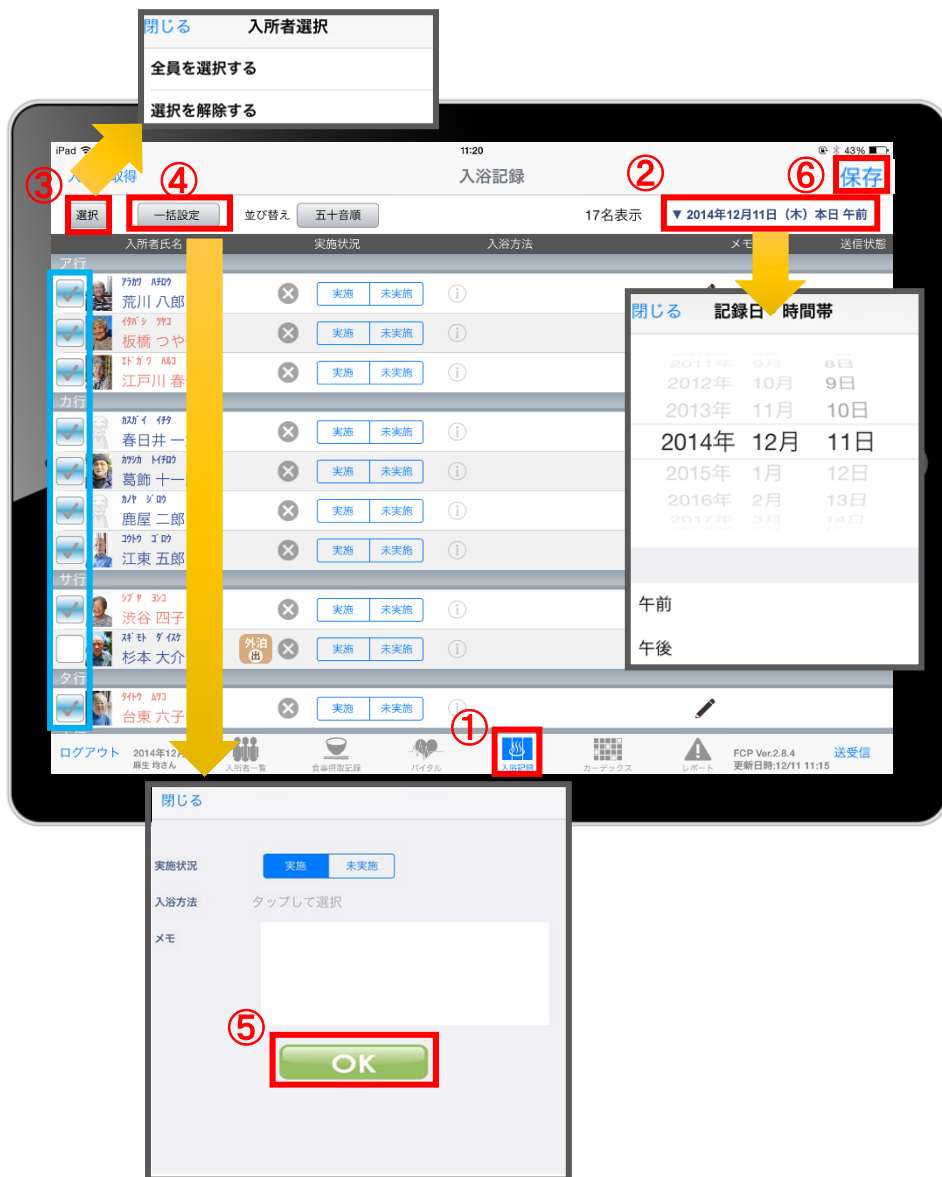 閉じる 入所者選択
全員を選択する
選択を解除する
iPad 11:20 43%
③ 入 取得 ④ 入浴記録 ② ⑥ 保存
選択 一括設定 並び替え 五十音順 17名表示 ▼ 2014年12月11日（木）本日 午前
入所者氏名 実施状況 入浴方法 メモ 送信状態
ア行
ｱﾗｶﾜ ﾊﾁﾛｳ
荒川 八郎 実施 未実施
ｲﾀﾊﾞｼ ﾂﾔｺ
板橋 つや 実施 未実施
ｴﾄﾞｶﾞﾜ ﾊﾙｺ
江戸川 春 実施 未実施
カ行
ｶｽｶﾞｲ ｲﾁﾀ
春日井 一 実施 未実施
ｶﾂｼｶ ﾄｲﾁﾛｳ
葛飾 十一 実施 未実施
ｶﾉﾔ ｼﾞﾛｳ
鹿屋 二郎 実施 未実施
ｺｳﾄｳ ｺﾞﾛｳ
江東 五郎 実施 未実施
サ行
ｼﾌﾞﾔ ﾖﾝｺ
渋谷 四子 実施 未実施
ｽｷﾞﾓﾄ ﾀﾞｲｽｹ
杉本 大介 外泊 出 実施 未実施
タ行
ﾀｲﾄｳ ﾑﾂｺ
台東 六子 実施 未実施
閉じる 記録日・時間帯
2011年 9月 8日
2012年 10月 9日
2013年 11月 10日
2014年 12月 11日
2015年 1月 12日
2016年 2月 13日
2017年 3月 14日
午前
午後
①
ログアウト 2014年12 麻生 均さん 入所者一覧 食事摂取記録 バイタル 入浴記録 カーデックス レポート FCP Ver.2.8.4 更新日時:12/11 11:15 送受信
閉じる
実施状況 実施 未実施
入浴方法 タップして選択
メモ
⑤
OK